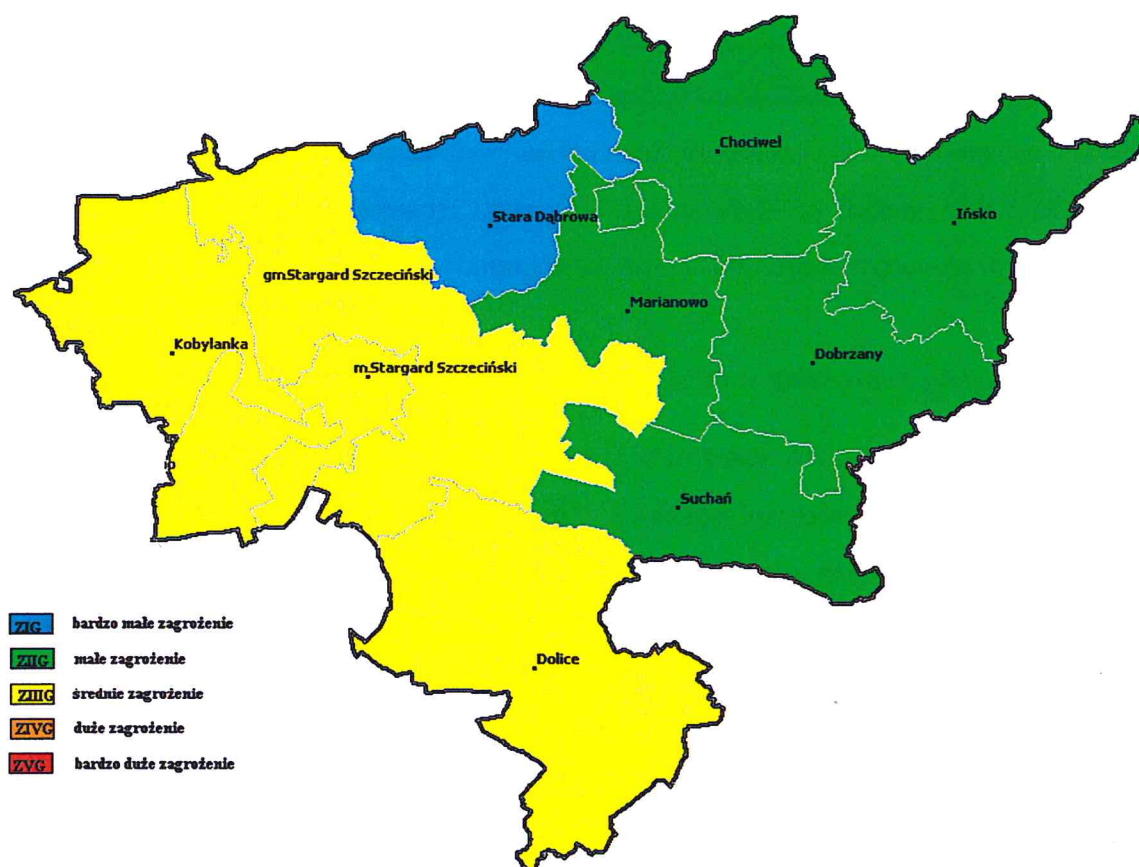 Chociwel
Ińsko
Stara Dąbrowa
gm.Stargard Szczeciński
Marianowo
Kobylanka
m.Stargard Szczeciński
Dobrzany
Suchań
Dolice
ZIG bardzo małe zagrożenie
ZIIG małe zagrożenie
ZIIIG średnie zagrożenie
ZIVG duże zagrożenie
ZVG bardzo duże zagrożenie